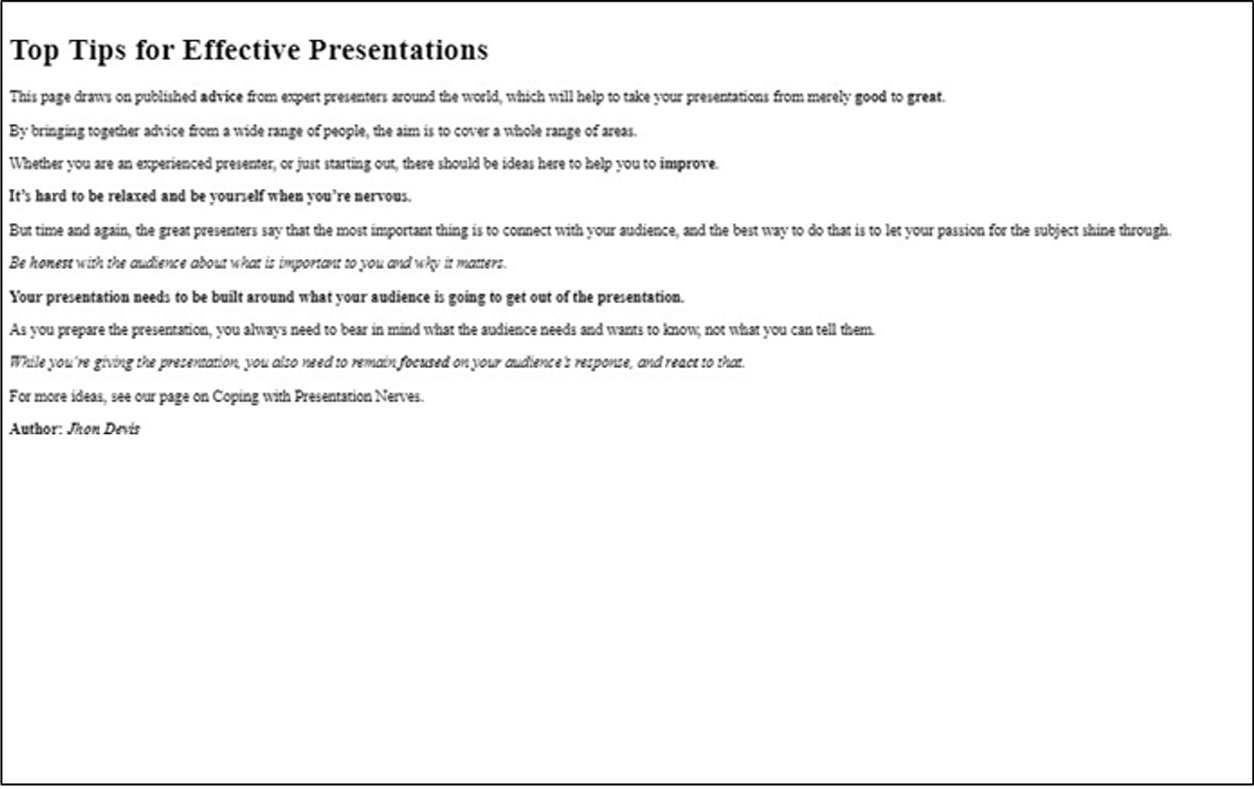 Top Tips for Effective Presentations
This page draws on published advice from expert presenters around the world, which will help to take your presentations from merely good to great.
By bringing together advice from a wide range of people, the aim is to cover a whole range of areas.
Whether you are an experienced presenter, or just starting out, there should be ideas here to help you to improve.
It’s hard to be relaxed and be yourself when you’re nervous.
But time and again, the great presenters say that the most important thing is to connect with your audience, and the best way to do that is to let your passion for the subject shine through.
Be honest with the audience about what is important to you and why it matters.
Your presentation needs to be built around what your audience is going to get out of the presentation.
As you prepare the presentation, you always need to bear in mind what the audience needs and wants to know, not what you can tell them.
While you’re giving the presentation, you also need to remain focused on your audience’s response, and react to that.
For more ideas, see our page on Coping with Presentation Nerves.
Author: Jhon Devis